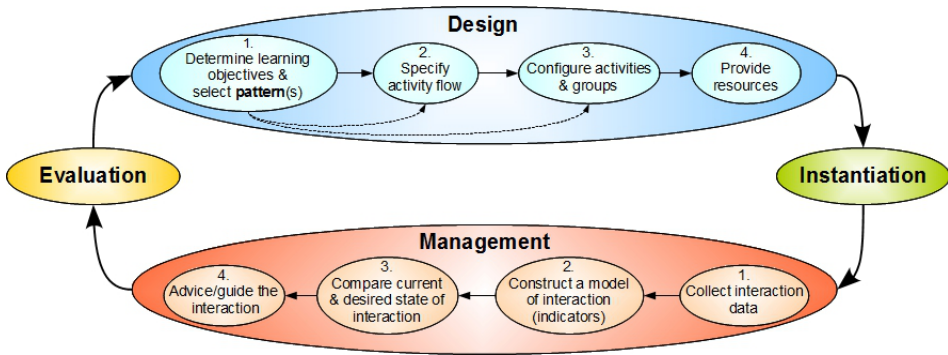 Design
1.
Determine learning
objectives &
select pattern(s)
2.
Specify
activity flow
3.
Configure activities
& groups
4.
Provide
resources
Evaluation
Instantiation
Management
4.
Advice/guide the
interaction
3.
Compare current
& desired state of
interaction
2.
Construct a model
of interaction
(indicators)
1.
Collect interaction
data